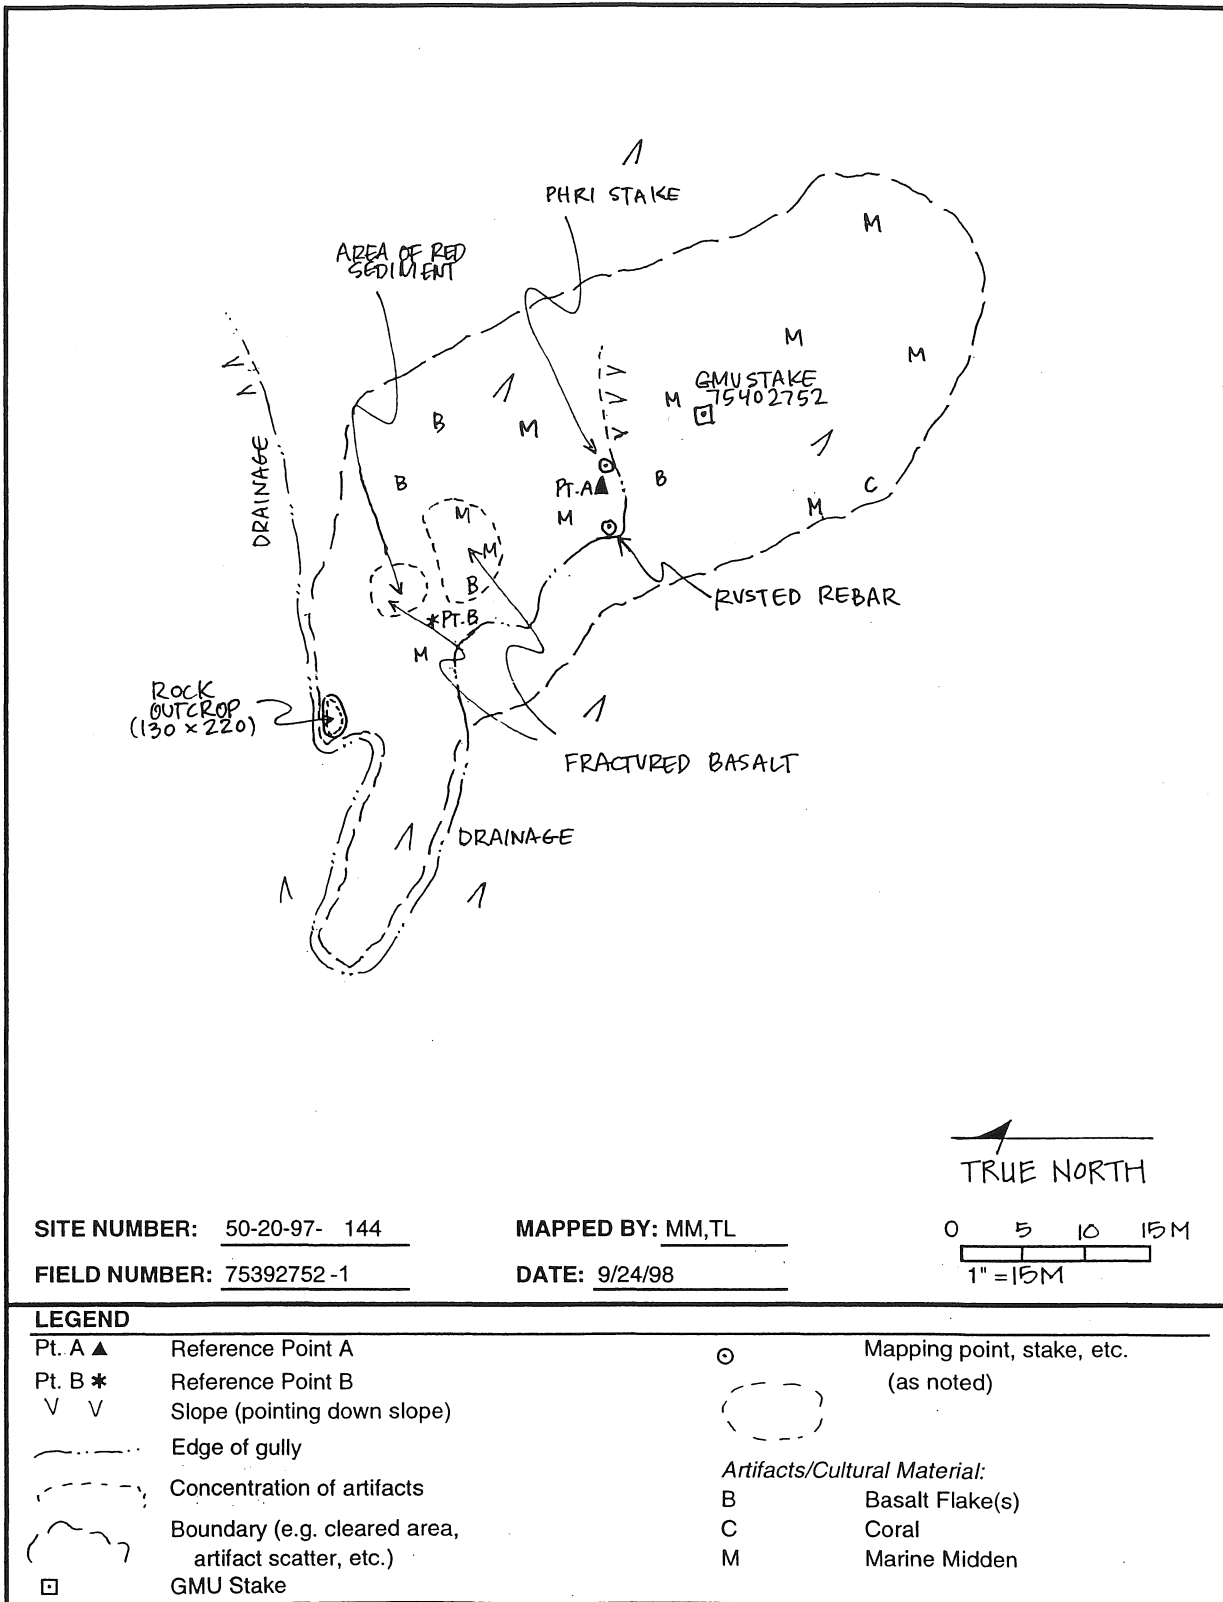 PHRI STAKE
M
AREA OF RED
SEDIMENT
M
M
GMU STAKE
75402752
M
B
M
DRAINAGE
B
PT.A
B
C
M
M
M
M
B
RUSTED REBAR
PT.B
M
ROCK
OUTCROP
(130 x 220)
FRACTURED BASALT
DRAINAGE
TRUE NORTH
SITE NUMBER: 50-20-97- 144
MAPPED BY: MM,TL
0 5 10 15 M
FIELD NUMBER: 75392752-1
DATE: 9/24/98
1" = 15M
LEGEND
Pt. A Reference Point A
Pt. B Reference Point B
V V Slope (pointing down slope)
Edge of gully
Concentration of artifacts
Boundary (e.g. cleared area,
artifact scatter, etc.)
GMU Stake
Mapping point, stake, etc.
(as noted)
Artifacts/Cultural Material:
B Basalt Flake(s)
C Coral
M Marine Midden